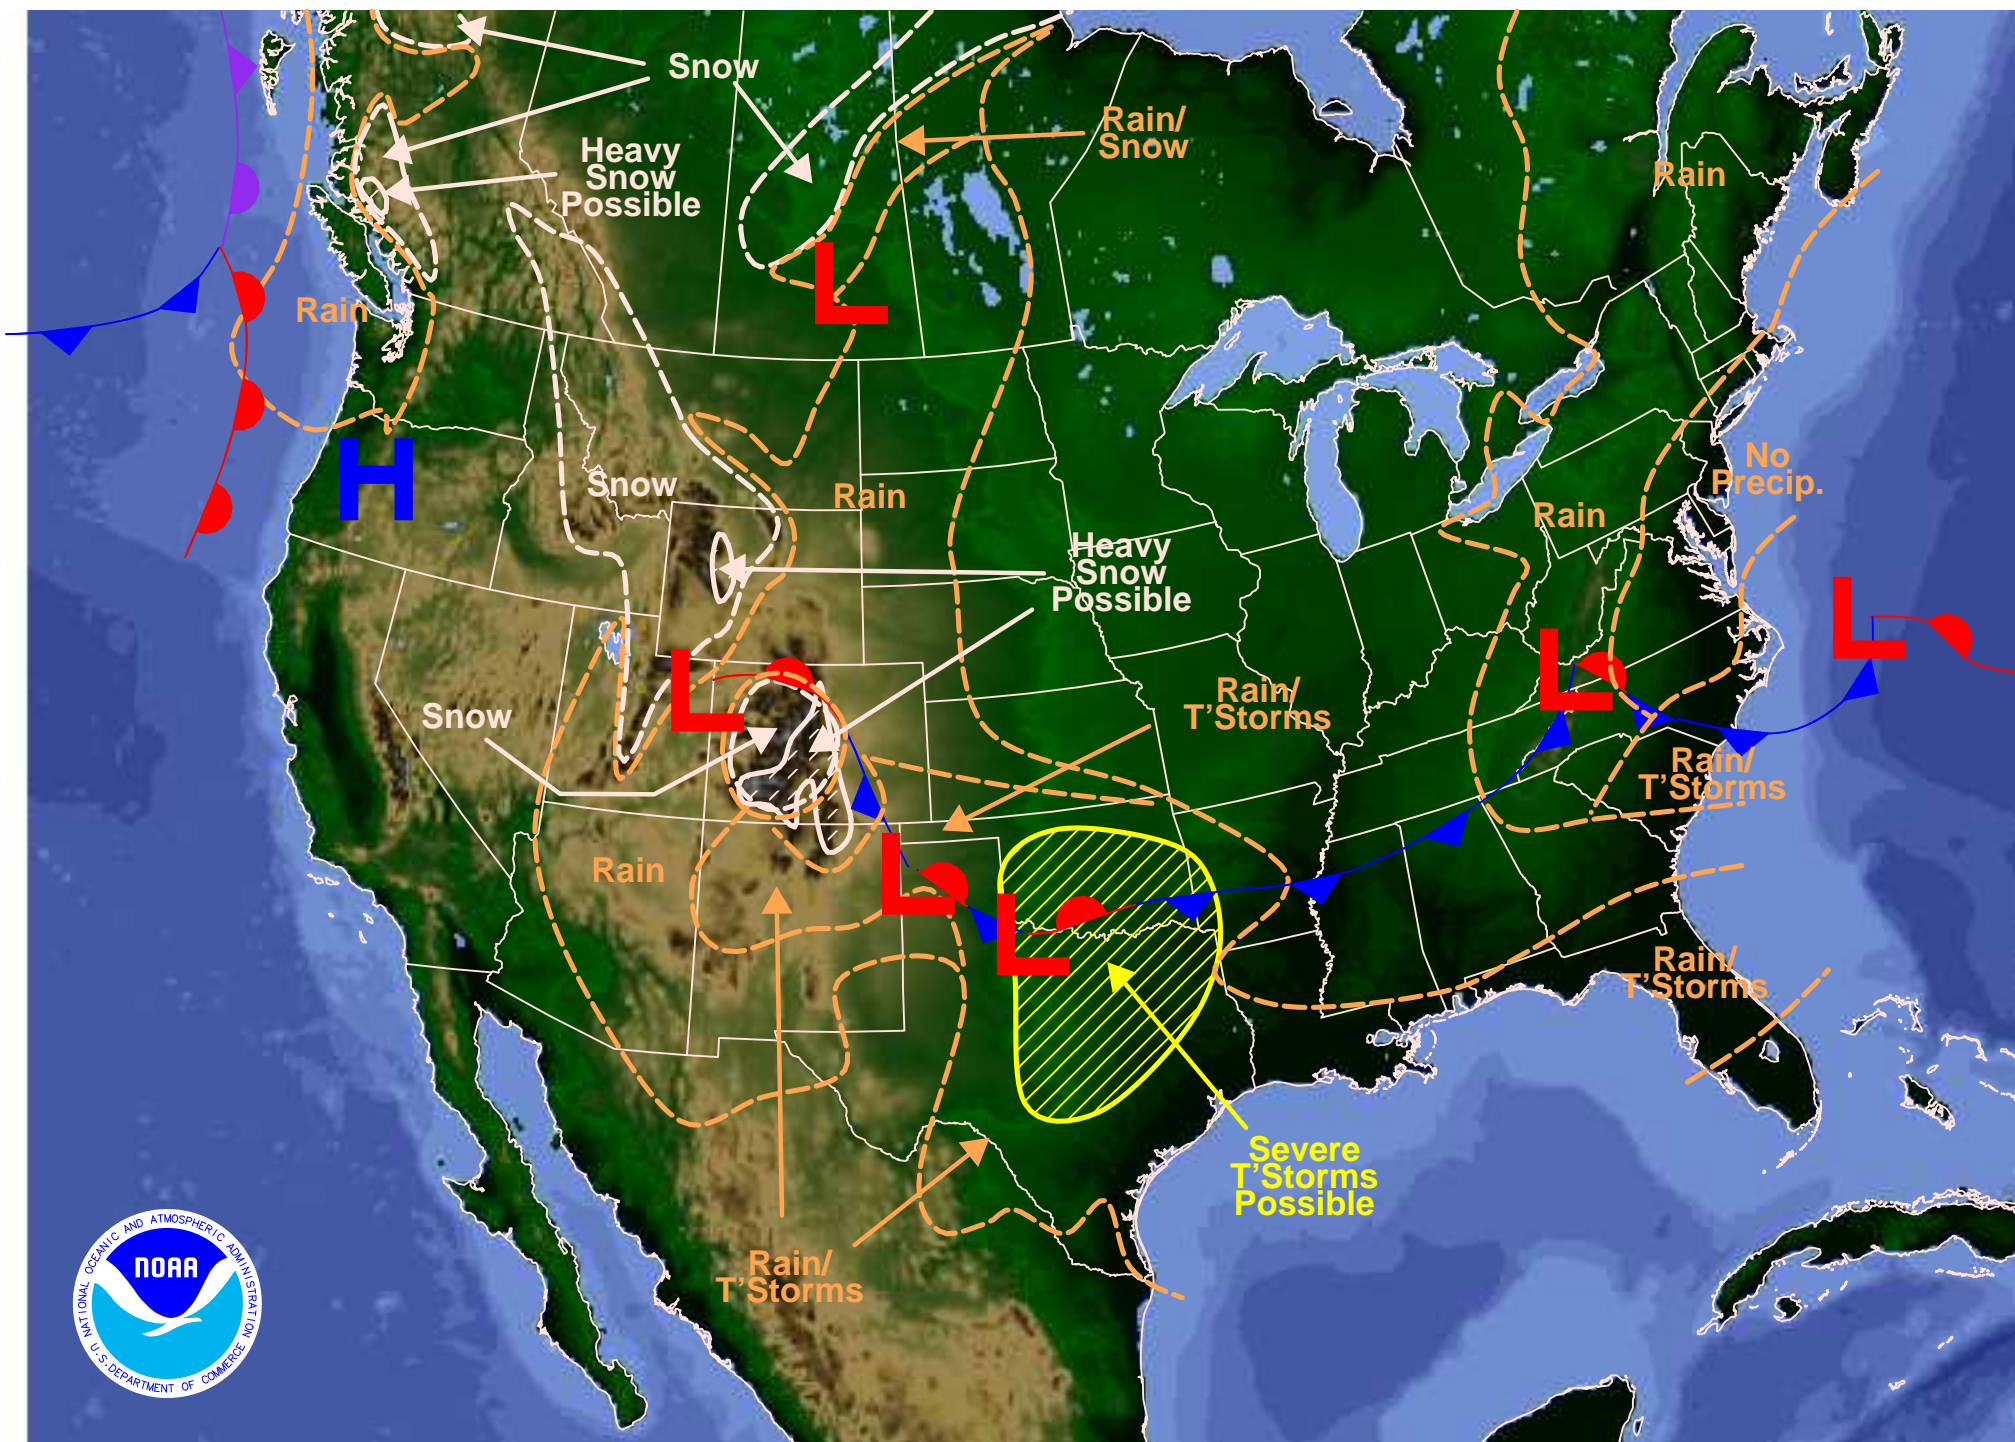 Snow
Rain/
Snow
Heavy
Snow
Possible
Rain
Rain
No
Precip.
Snow
Rain
Rain
Heavy
Snow
Possible
L
H
L
L
L
L
L
L
Rain/
T'Storms
Snow
Rain/
T'Storms
Rain
Rain/
T'Storms
Severe
T'Storms
Possible
Rain/
T'Storms
NATIONAL OCEANIC AND ATMOSPHERIC ADMINISTRATION
NOAA
U.S. DEPARTMENT OF COMMERCE